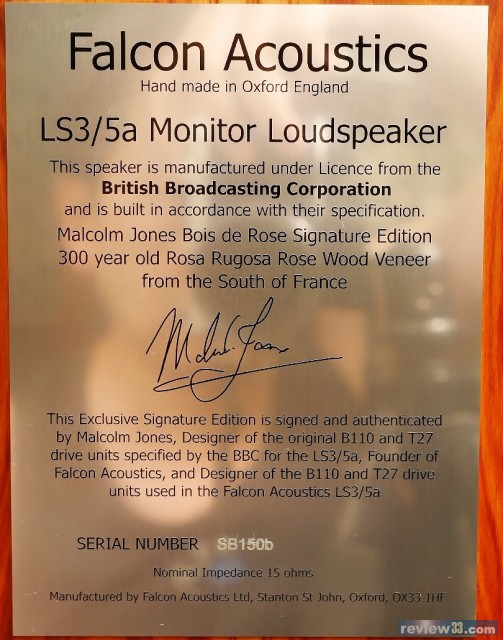 Falcon Acoustics
Hand made in Oxford England
LS3/5a Monitor Loudspeaker
This speaker is manufactured under Licence from the
British Broadcasting Corporation
and is built in accordance with their specification.
Malcolm Jones Bois de Rose Signature Edition
300 year old Rosa Rugosa Rose Wood Veneer
from the South of France
Malcolm Jones
This Exclusive Signature Edition is signed and authenticated
by Malcolm Jones, Designer of the original B110 and T27
drive units specified by the BBC for the LS3/5a, Founder of
Falcon Acoustics, and Designer of the B110 and T27 drive
units used in the Falcon Acoustics LS3/5a
SERIAL NUMBER SB150b
Nominal Impedance 15 ohms
Manufactured by Falcon Acoustics Ltd, Stanton St John, Oxford, OX33 1HF
review33.com